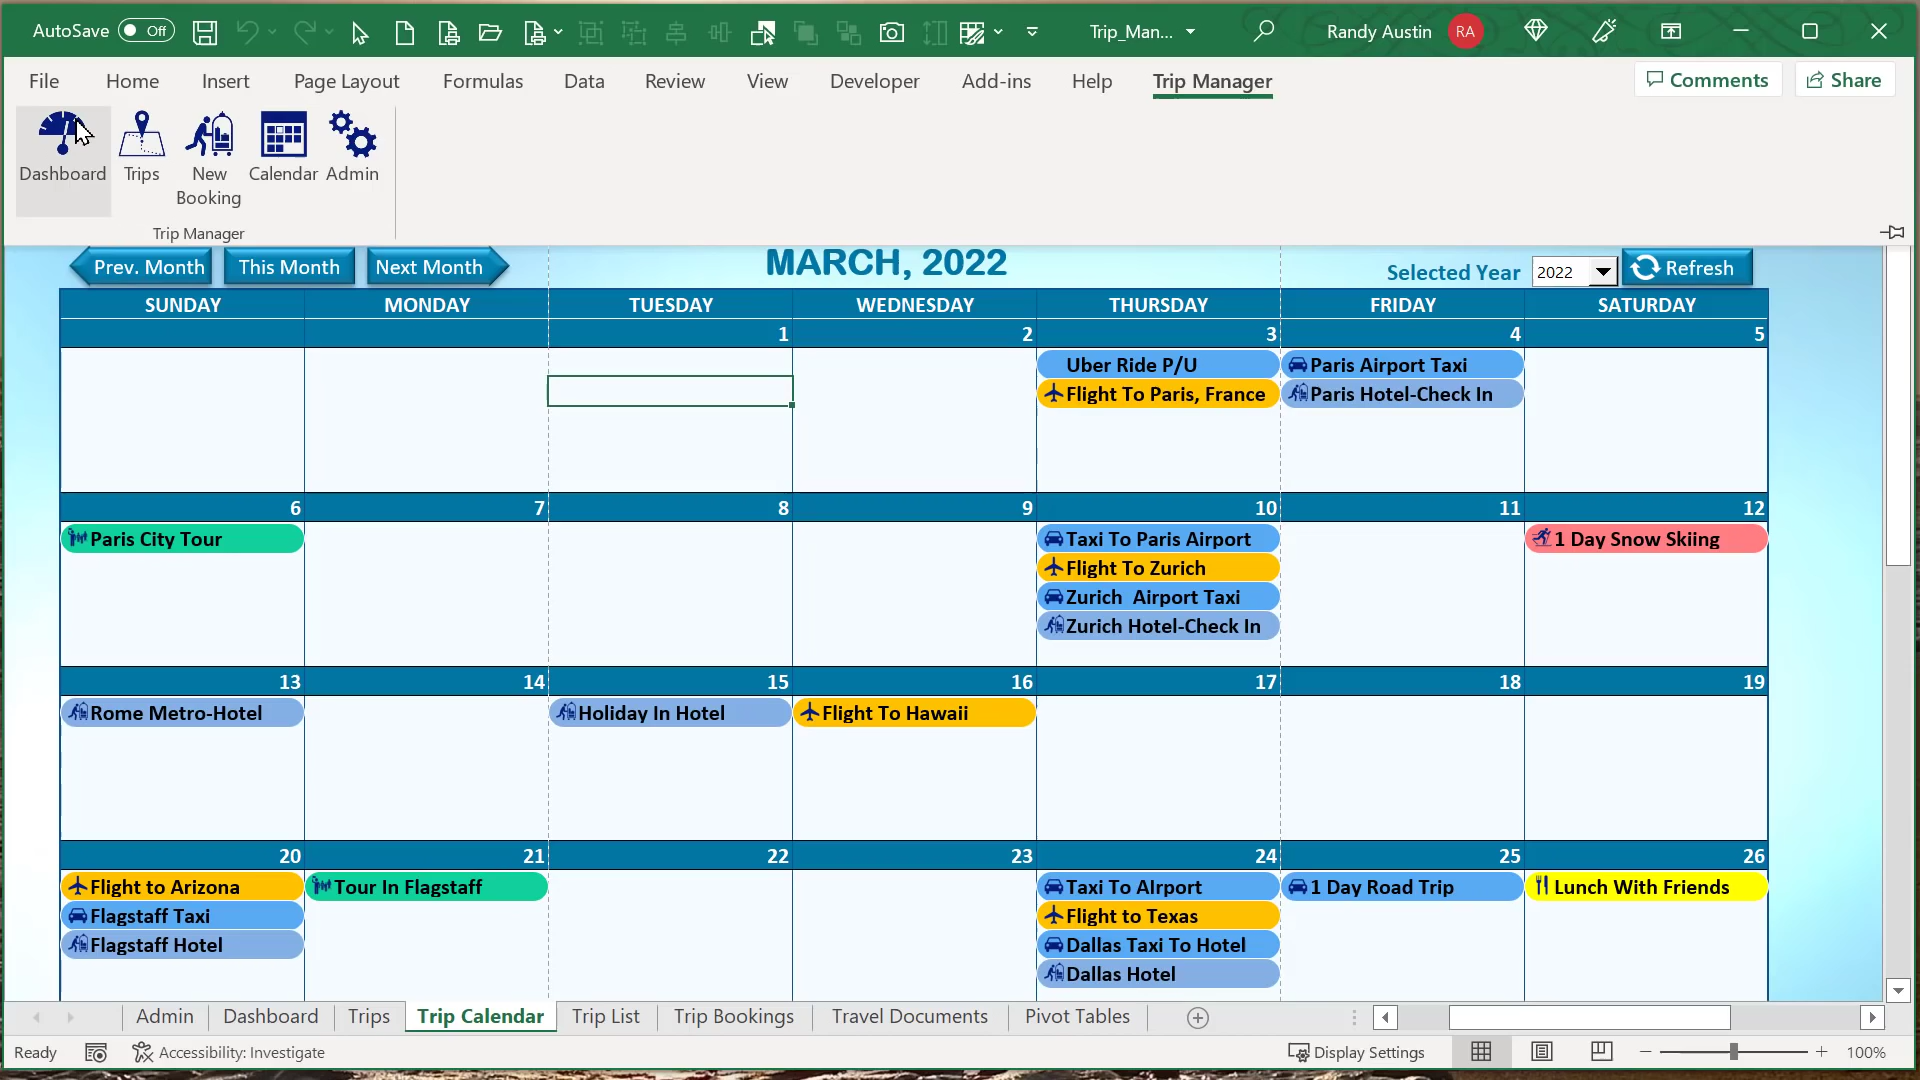 AutoSave Off Trip_Man... Randy Austin RA
File Home Insert Page Layout Formulas Data Review View Developer Add-ins Help Trip Manager Comments Share
Dashboard Trips New Booking Calendar Admin
Trip Manager
Prev. Month This Month Next Month MARCH, 2022 Selected Year 2022 Refresh
SUNDAY MONDAY TUESDAY WEDNESDAY THURSDAY FRIDAY SATURDAY
1 2 3 4 5
Uber Ride P/U Paris Airport Taxi
Flight To Paris, France Paris Hotel-Check In
6 7 8 9 10 11 12
Paris City Tour Taxi To Paris Airport 1 Day Snow Skiing
Flight To Zurich
Zurich Airport Taxi
Zurich Hotel-Check In
13 14 15 16 17 18 19
Rome Metro-Hotel Holiday In Hotel Flight To Hawaii
20 21 22 23 24 25 26
Flight to Arizona Tour In Flagstaff Taxi To AIrport 1 Day Road Trip Lunch With Friends
Flagstaff Taxi Flight to Texas
Flagstaff Hotel Dallas Taxi To Hotel
Dallas Hotel
Admin Dashboard Trips Trip Calendar Trip List Trip Bookings Travel Documents Pivot Tables
Ready Accessibility: Investigate Display Settings 100%